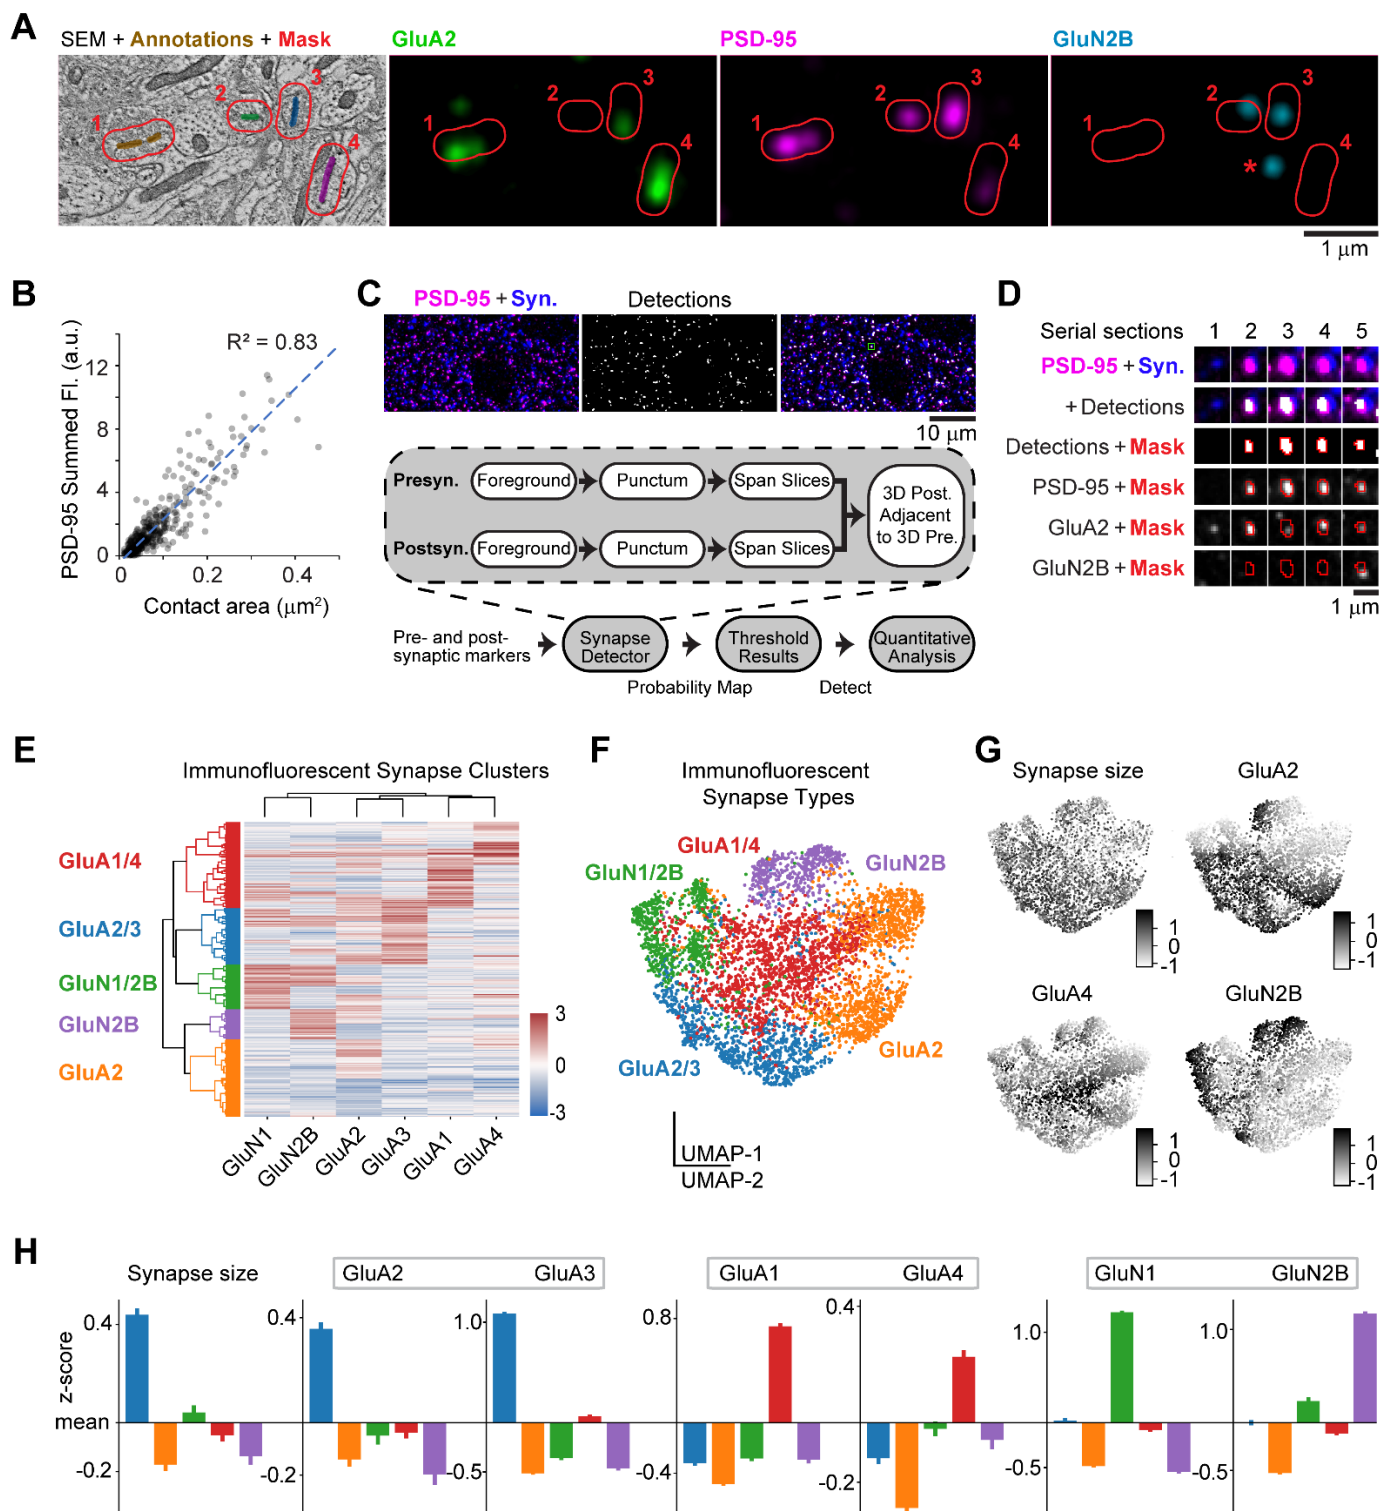 A
SEM + Annotations + Mask
GluA2
PSD-95
GluN2B
1
2
3
4
1
2
3
4
1
2
3
4
1
2
3
4
*
1 μm
B
R² = 0.83
PSD-95 Summed Fl. (a.u.)
12
8
4
0
0
0.2
0.4
Contact area (μm²)
C
PSD-95 + Syn.
Detections
10 μm
Presyn.
Foreground
Punctum
Span Slices
3D Post.
Adjacent
to 3D Pre.
Postsyn.
Foreground
Punctum
Span Slices
Pre- and post-
synaptic markers
Synapse
Detector
Threshold
Results
Quantitative
Analysis
Probability Map
Detect
D
Serial sections 1 2 3 4 5
PSD-95 + Syn.
+ Detections
Detections + Mask
PSD-95 + Mask
GluA2 + Mask
GluN2B + Mask
1 μm
E
Immunofluorescent Synapse Clusters
GluA1/4
GluA2/3
GluN1/2B
GluN2B
GluA2
3
0
-3
GluN1
GluN2B
GluA2
GluA3
GluA1
GluA4
F
Immunofluorescent
Synapse Types
GluA1/4
GluN2B
GluN1/2B
GluA2
GluA2/3
UMAP-1
UMAP-2
G
Synapse size
GluA2
1
0
-1
1
0
-1
GluA4
GluN2B
1
0
-1
1
0
-1
H
Synapse size
GluA2
GluA3
GluA1
GluA4
GluN1
GluN2B
z-score
mean
0.4
-0.2
0.4
-0.2
1.0
-0.5
0.8
-0.4
0.4
-0.2
1.0
-0.5
1.0
-0.5